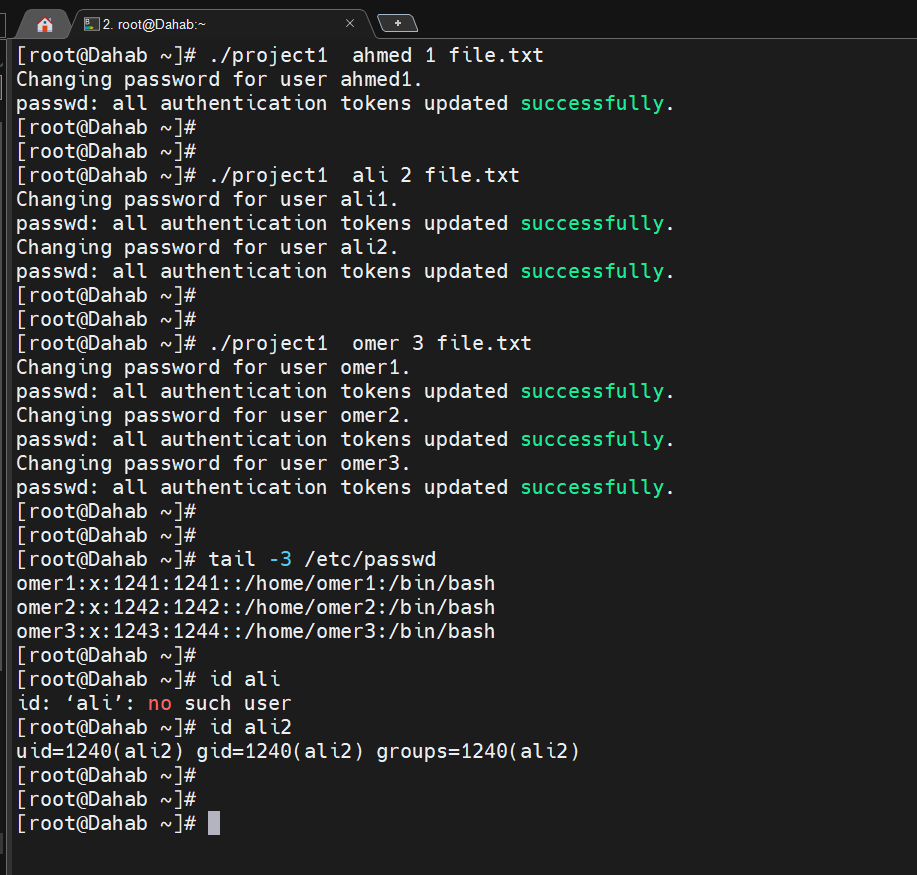 2. root@Dahab:~
[root@Dahab ~]# ./project1  ahmed 1 file.txt
Changing password for user ahmed1.
passwd: all authentication tokens updated successfully.
[root@Dahab ~]#
[root@Dahab ~]#
[root@Dahab ~]# ./project1  ali 2 file.txt
Changing password for user ali1.
passwd: all authentication tokens updated successfully.
Changing password for user ali2.
passwd: all authentication tokens updated successfully.
[root@Dahab ~]#
[root@Dahab ~]#
[root@Dahab ~]# ./project1  omer 3 file.txt
Changing password for user omer1.
passwd: all authentication tokens updated successfully.
Changing password for user omer2.
passwd: all authentication tokens updated successfully.
Changing password for user omer3.
passwd: all authentication tokens updated successfully.
[root@Dahab ~]#
[root@Dahab ~]#
[root@Dahab ~]# tail -3 /etc/passwd
omer1:x:1241:1241::/home/omer1:/bin/bash
omer2:x:1242:1242::/home/omer2:/bin/bash
omer3:x:1243:1244::/home/omer3:/bin/bash
[root@Dahab ~]#
[root@Dahab ~]# id ali
id: ‘ali’: no such user
[root@Dahab ~]# id ali2
uid=1240(ali2) gid=1240(ali2) groups=1240(ali2)
[root@Dahab ~]#
[root@Dahab ~]#
[root@Dahab ~]#